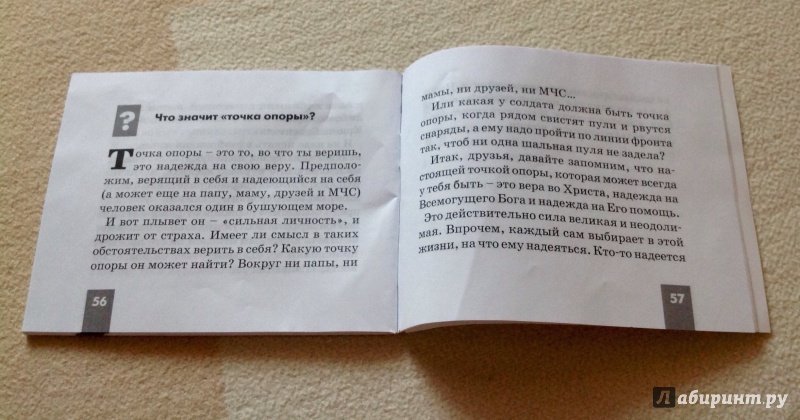 ?
Что значит «точка опоры»?
Точка опоры – это то, во что ты веришь,
это надежда на свою веру. Предполо-
жим, верящий в себя и надеющийся на себя
(а может еще на папу, маму, друзей и МЧС)
человек оказался один в бушующем море.
И вот плывет он – «сильная личность», и
дрожит от страха. Имеет ли смысл в таких
обстоятельствах верить в себя? Какую точку
опоры он может найти? Вокруг ни папы, ни
56
мамы, ни друзей, ни МЧС...
Или какая у солдата должна быть точка
опоры, когда рядом свистят пули и рвутся
снаряды, а ему надо пройти по линии фронта
так, чтоб ни одна шальная пуля не задела?
Итак, друзья, давайте запомним, что на-
стоящей точкой опоры, которая может всегда
у тебя быть – это вера во Христа, надежда на
Всемогущего Бога и надежда на Его помощь.
Это действительно сила великая и неодоли-
мая. Впрочем, каждый сам выбирает в этой
жизни, на что ему надеяться. Кто-то надеется
57
Лабиринт.ру